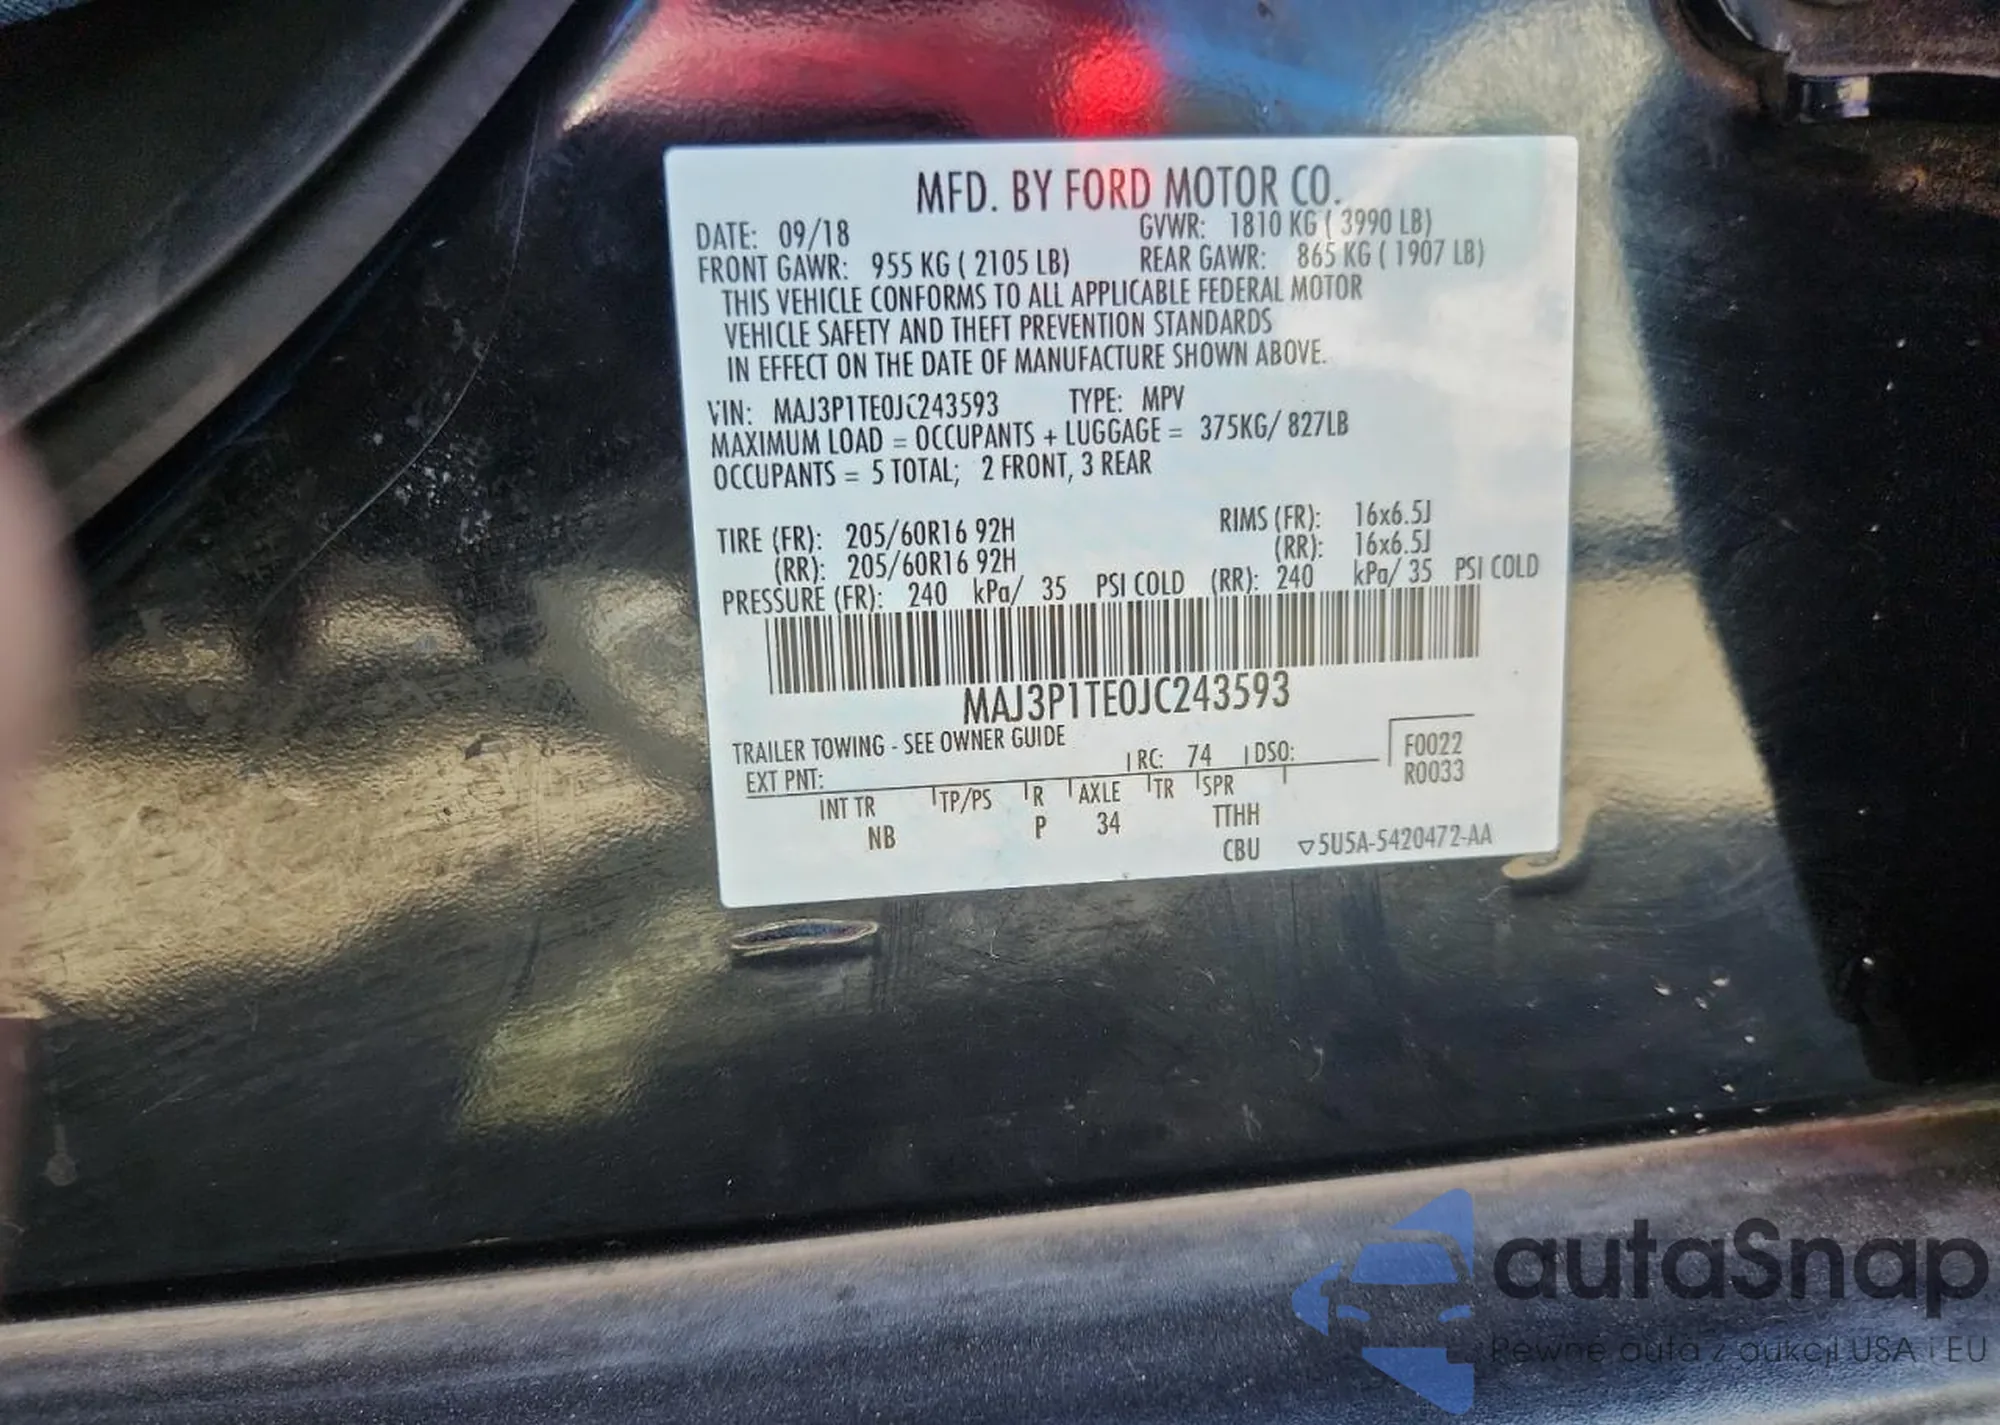 MFD. BY FORD MOTOR CO.
DATE: 09/18 GVWR: 1810 KG ( 3990 LB)
FRONT GAWR: 955 KG ( 2105 LB) REAR GAWR: 865 KG ( 1907 LB)
THIS VEHICLE CONFORMS TO ALL APPLICABLE FEDERAL MOTOR
VEHICLE SAFETY AND THEFT PREVENTION STANDARDS
IN EFFECT ON THE DATE OF MANUFACTURE SHOWN ABOVE.
VIN: MAJ3P1TE0JC243593 TYPE: MPV
MAXIMUM LOAD = OCCUPANTS + LUGGAGE = 375KG/ 827LB
OCCUPANTS = 5 TOTAL; 2 FRONT, 3 REAR
TIRE (FR): 205/60R16 92H RIMS (FR): 16x6.5J
(RR): 205/60R16 92H (RR): 16x6.5J
PRESSURE (FR): 240 kPa/ 35 PSI COLD (RR): 240 kPa/ 35 PSI COLD
MAJ3P1TE0JC243593
TRAILER TOWING - SEE OWNER GUIDE
EXT PNT: RC: 74 DSO: F0022
R0033
INT TR TP/PS R AXLE TR SPR
NB P 34 TTHH
CBU ▽5U5A-5420472-AA
autaSnap
Pewne auta z aukcji USA i EU